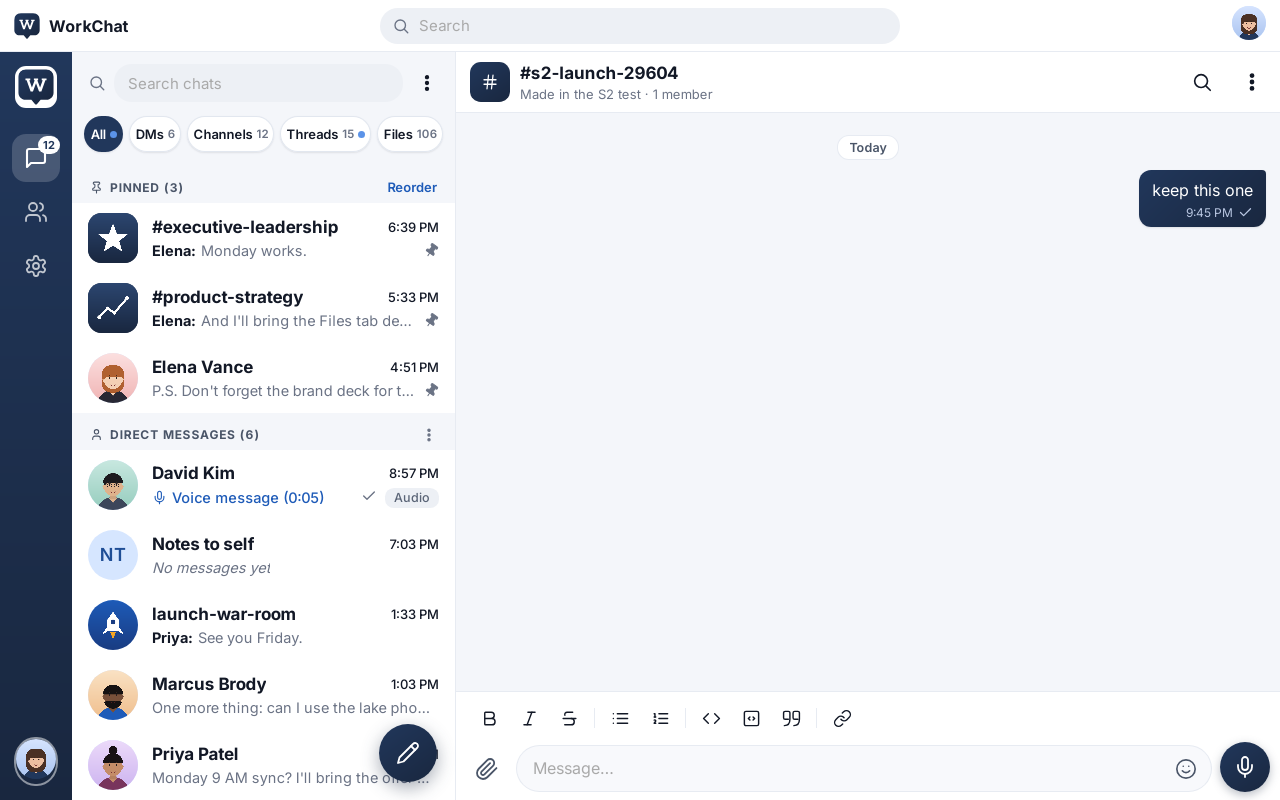 WorkChat
Search
12
Search chats
All
DMs 6
Channels 12
Threads 15
Files 106
PINNED (3)
Reorder
#executive-leadership
6:39 PM
Elena: Monday works.
#product-strategy
5:33 PM
Elena: And I'll bring the Files tab de...
Elena Vance
4:51 PM
P.S. Don't forget the brand deck for t...
DIRECT MESSAGES (6)
David Kim
8:57 PM
Voice message (0:05)
Audio
NT
Notes to self
7:03 PM
No messages yet
launch-war-room
1:33 PM
Priya: See you Friday.
Marcus Brody
1:03 PM
One more thing: can I use the lake pho...
Priya Patel
Monday 9 AM sync? I'll bring the
#s2-launch-29604
Made in the S2 test · 1 member
Today
keep this one
9:45 PM
Message...